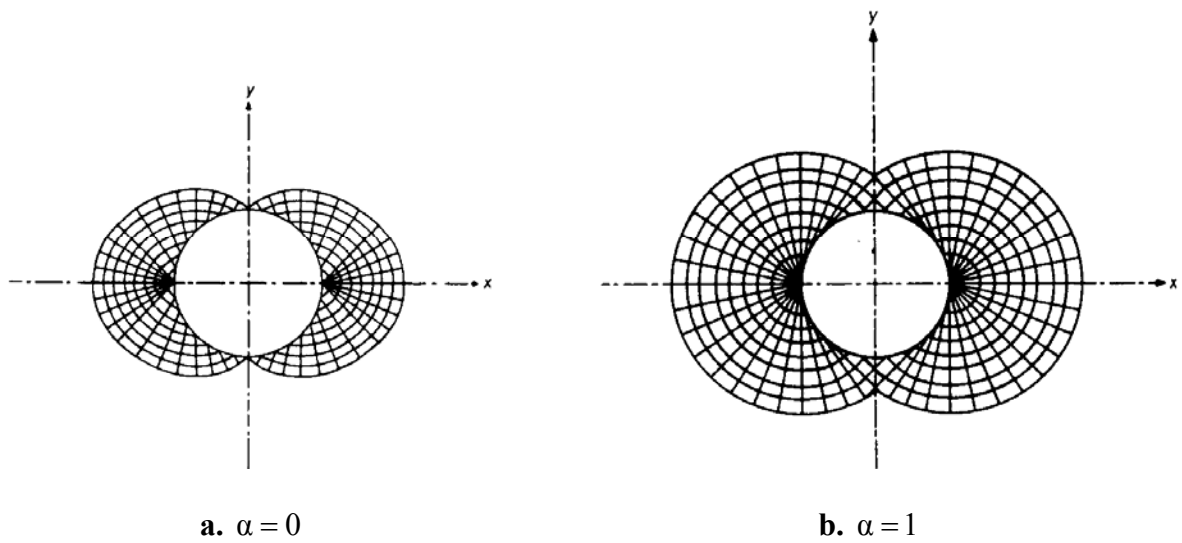 y
x
a. α = 0
y
x
b. α = 1